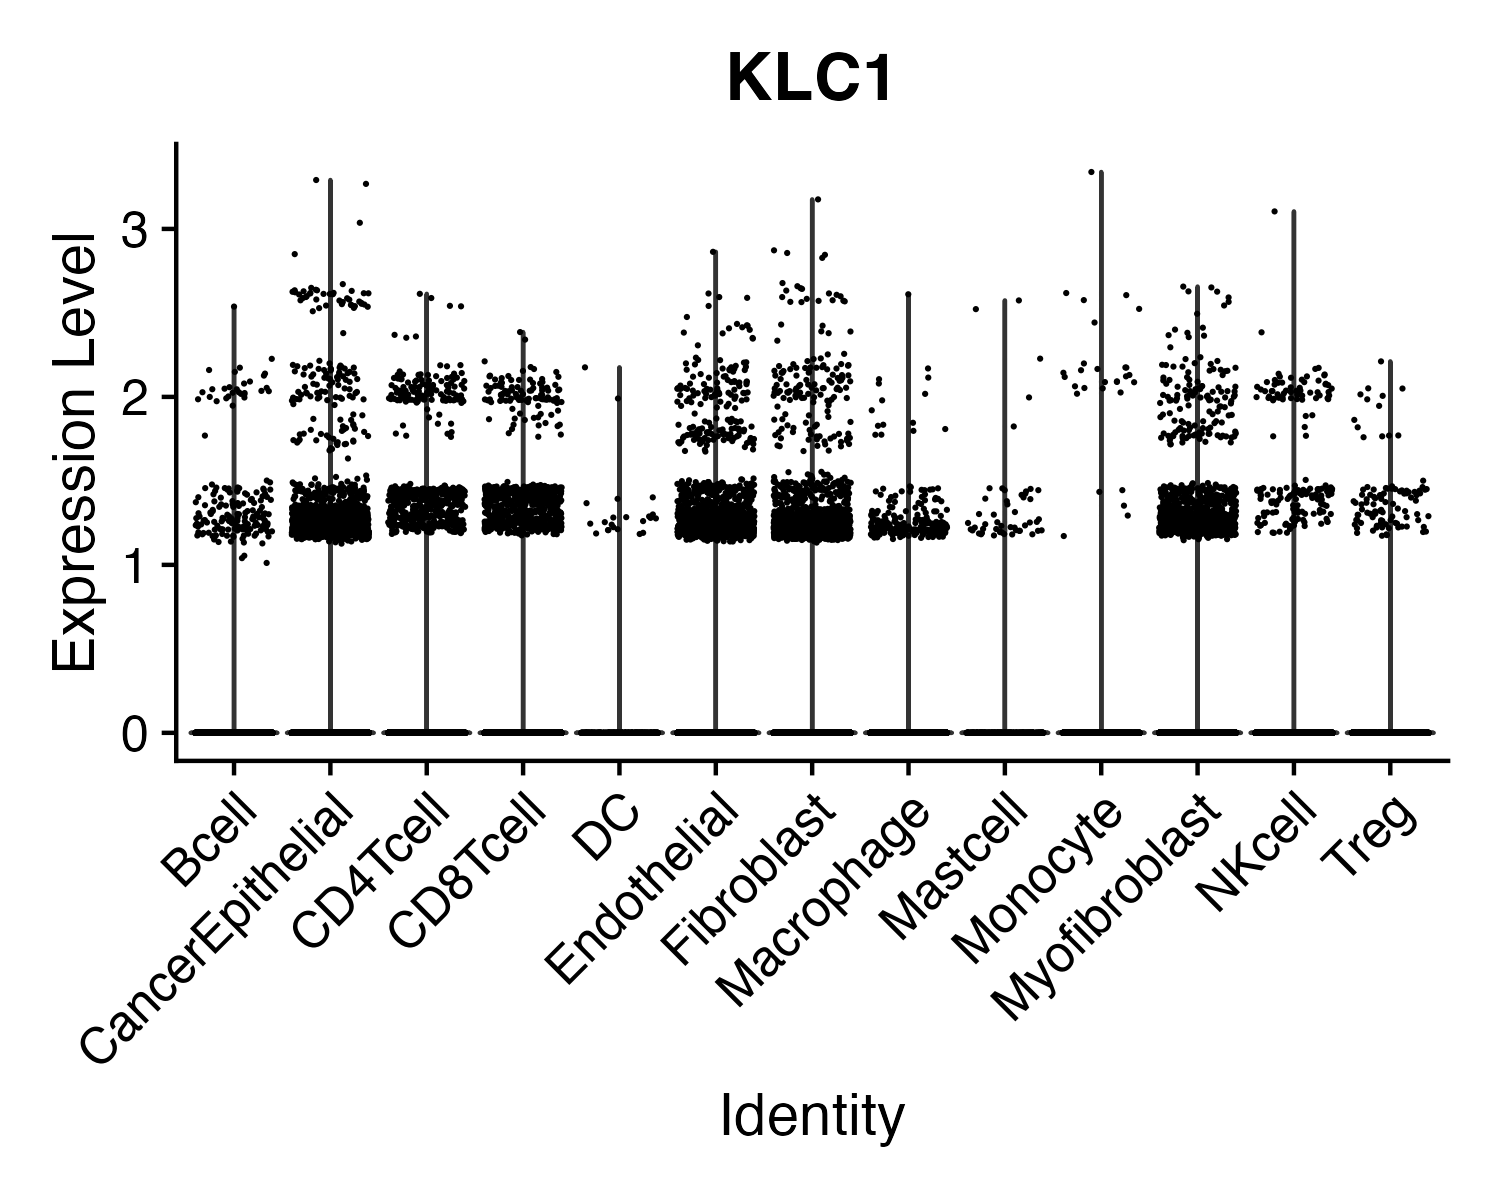 KLC1
Expression Level
3
2
1
0
Bcell
CancerEpithelial
CD4Tcell
CD8Tcell
DC
Endothelial
Fibroblast
Macrophage
Mastcell
Monocyte
Myofibroblast
NKcell
Treg
Identity